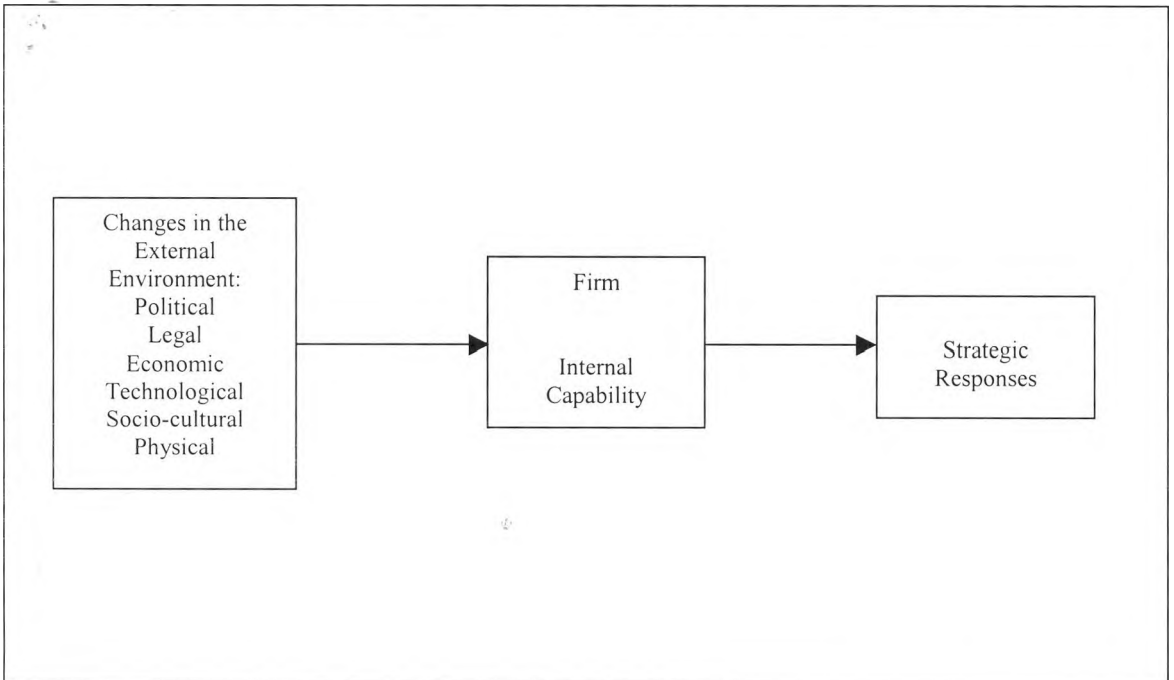 Changes in the
External
Environment:
Political
Legal
Economic
Technological
Socio-cultural
Physical
Firm
Internal
Capability
Strategic
Responses